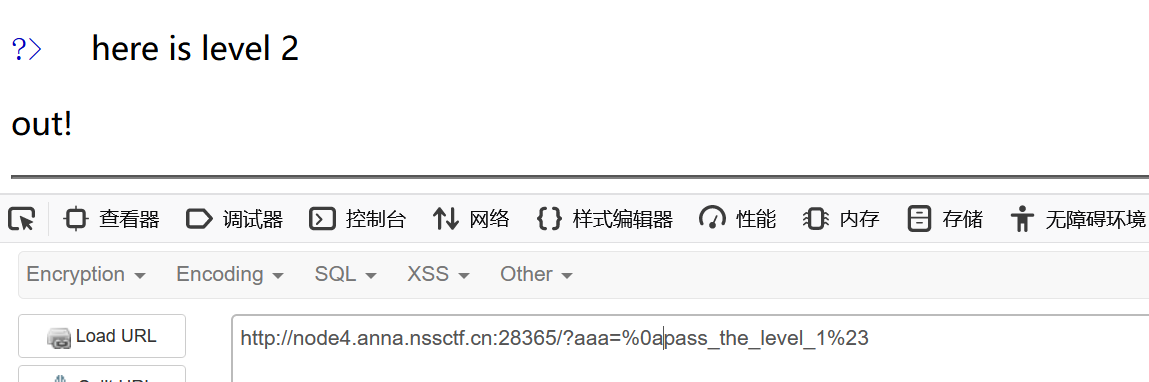 ?> here is level 2
out!
查看器 调试器 控制台 网络 样式编辑器 性能 内存 存储 无障碍环境
Encryption Encoding SQL XSS Other
Load URL http://node4.anna.nssctf.cn:28365/?aaa=%0apass_the_level_1%23